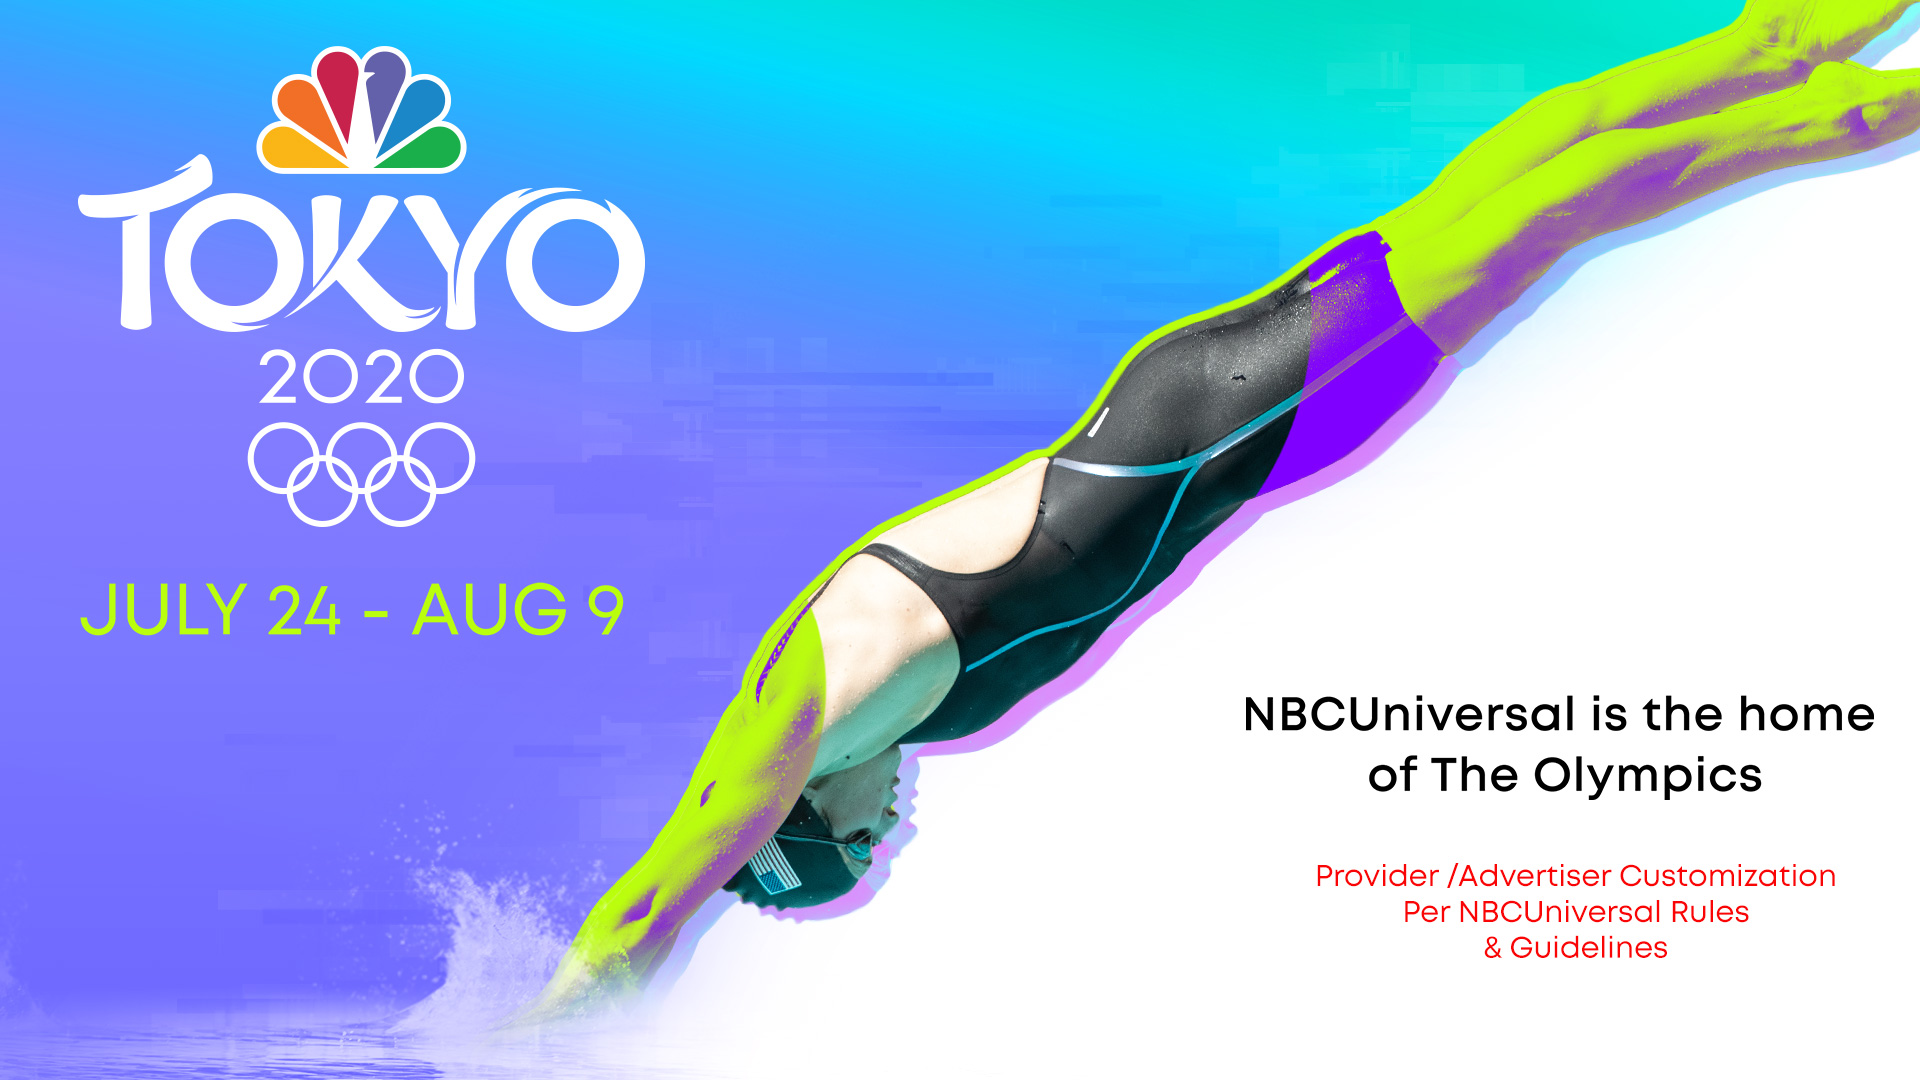 TOKYO
2020
JULY 24 - AUG 9
NBCUniversal is the home
of The Olympics
Provider /Advertiser Customization
Per NBCUniversal Rules
& Guidelines